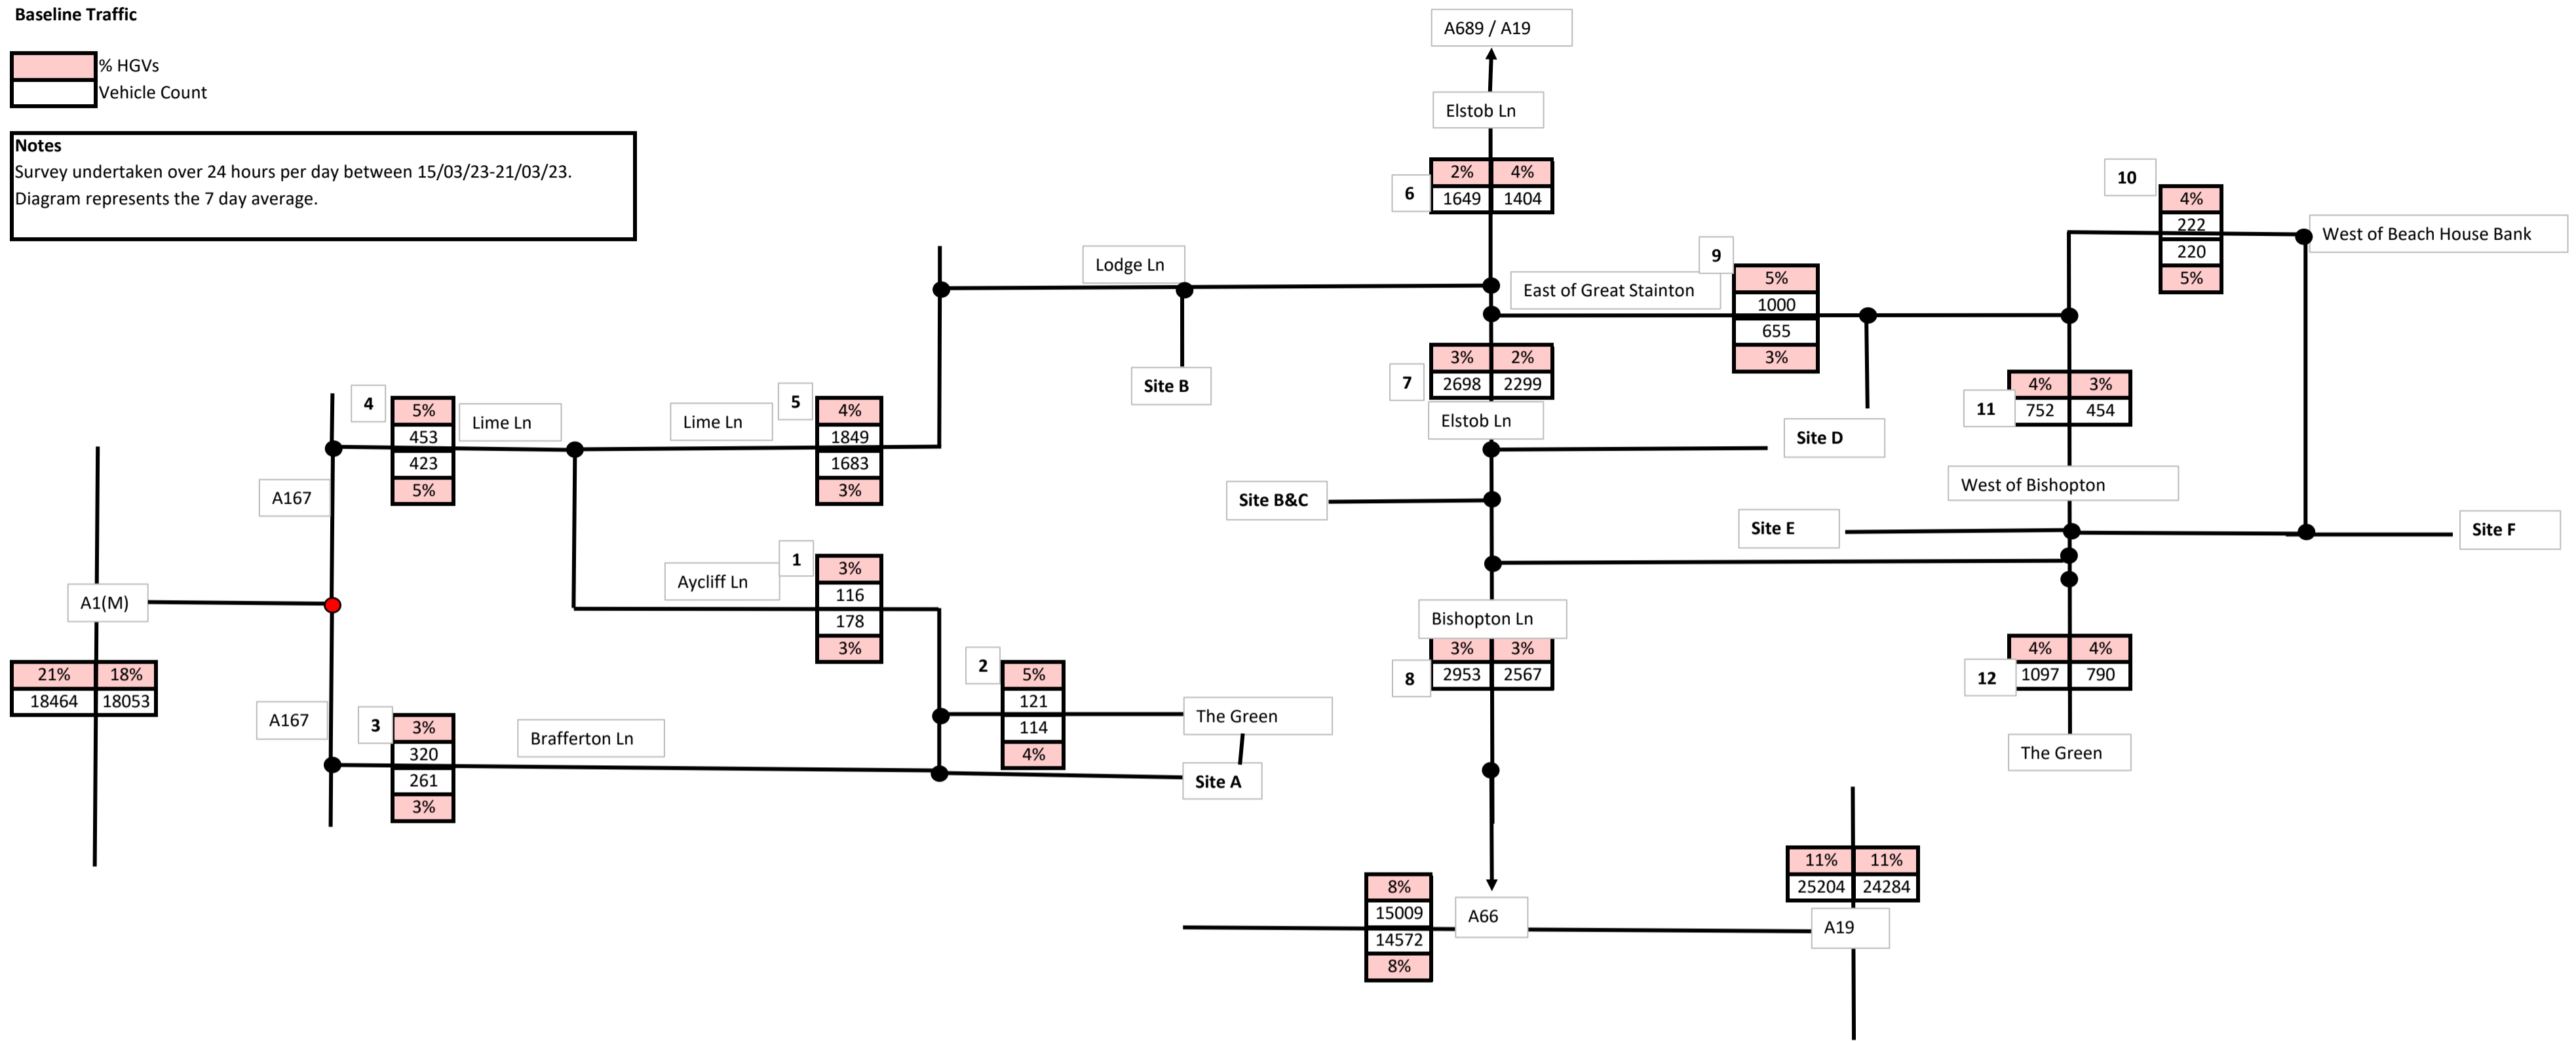 Baseline Traffic
% HGVs
Vehicle Count
Notes
Survey undertaken over 24 hours per day between 15/03/23-21/03/23.
Diagram represents the 7 day average.
A689 / A19
Elstob Ln
6
2% 4%
1649 1404
10
4%
222
220
5%
West of Beach House Bank
Lodge Ln
Site B
East of Great Stainton
9
5%
1000
655
3%
7
3% 2%
2698 2299
Elstob Ln
4
5%
453
423
5%
Lime Ln
Lime Ln
5
4%
1849
1683
3%
11
4% 3%
752 454
Site D
A167
Site B&C
West of Bishopton
Site E
Site F
A1(M)
21% 18%
18464 18053
Aycliff Ln
1
3%
116
178
3%
Bishopton Ln
8
3% 3%
2953 2567
12
4% 4%
1097 790
The Green
2
5%
121
114
4%
The Green
Site A
A167
3
3%
320
261
3%
Brafferton Ln
8%
15009
14572
8%
A66
11% 11%
25204 24284
A19